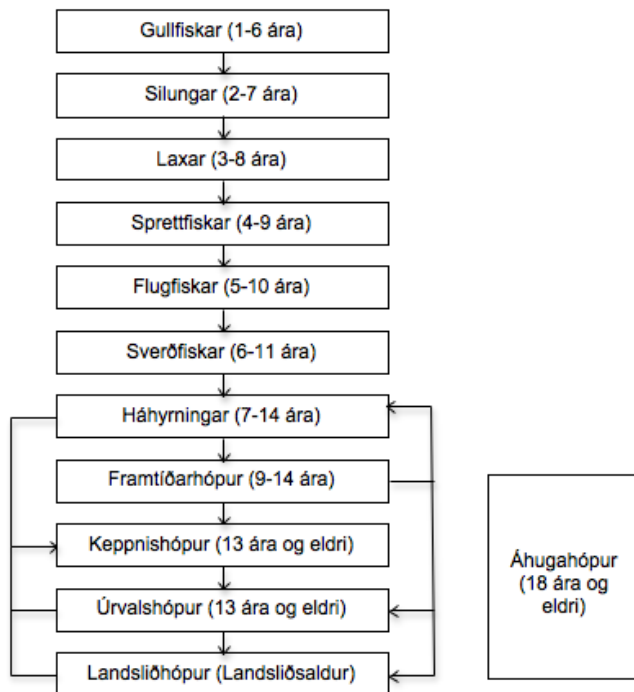 Gullfiskar (1-6 ára)
Silungar (2-7 ára)
Laxar (3-8 ára)
Sprettfiskar (4-9 ára)
Flugfiskar (5-10 ára)
Sverðfiskar (6-11 ára)
Háhyrningar (7-14 ára)
Framtíðarhópur (9-14 ára)
Keppnishópur (13 ára og eldri)
Úrvalshópur (13 ára og eldri)
Landsliðhópur (Landsliðsaldur)
Áhugahópur
(18 ára og
eldri)